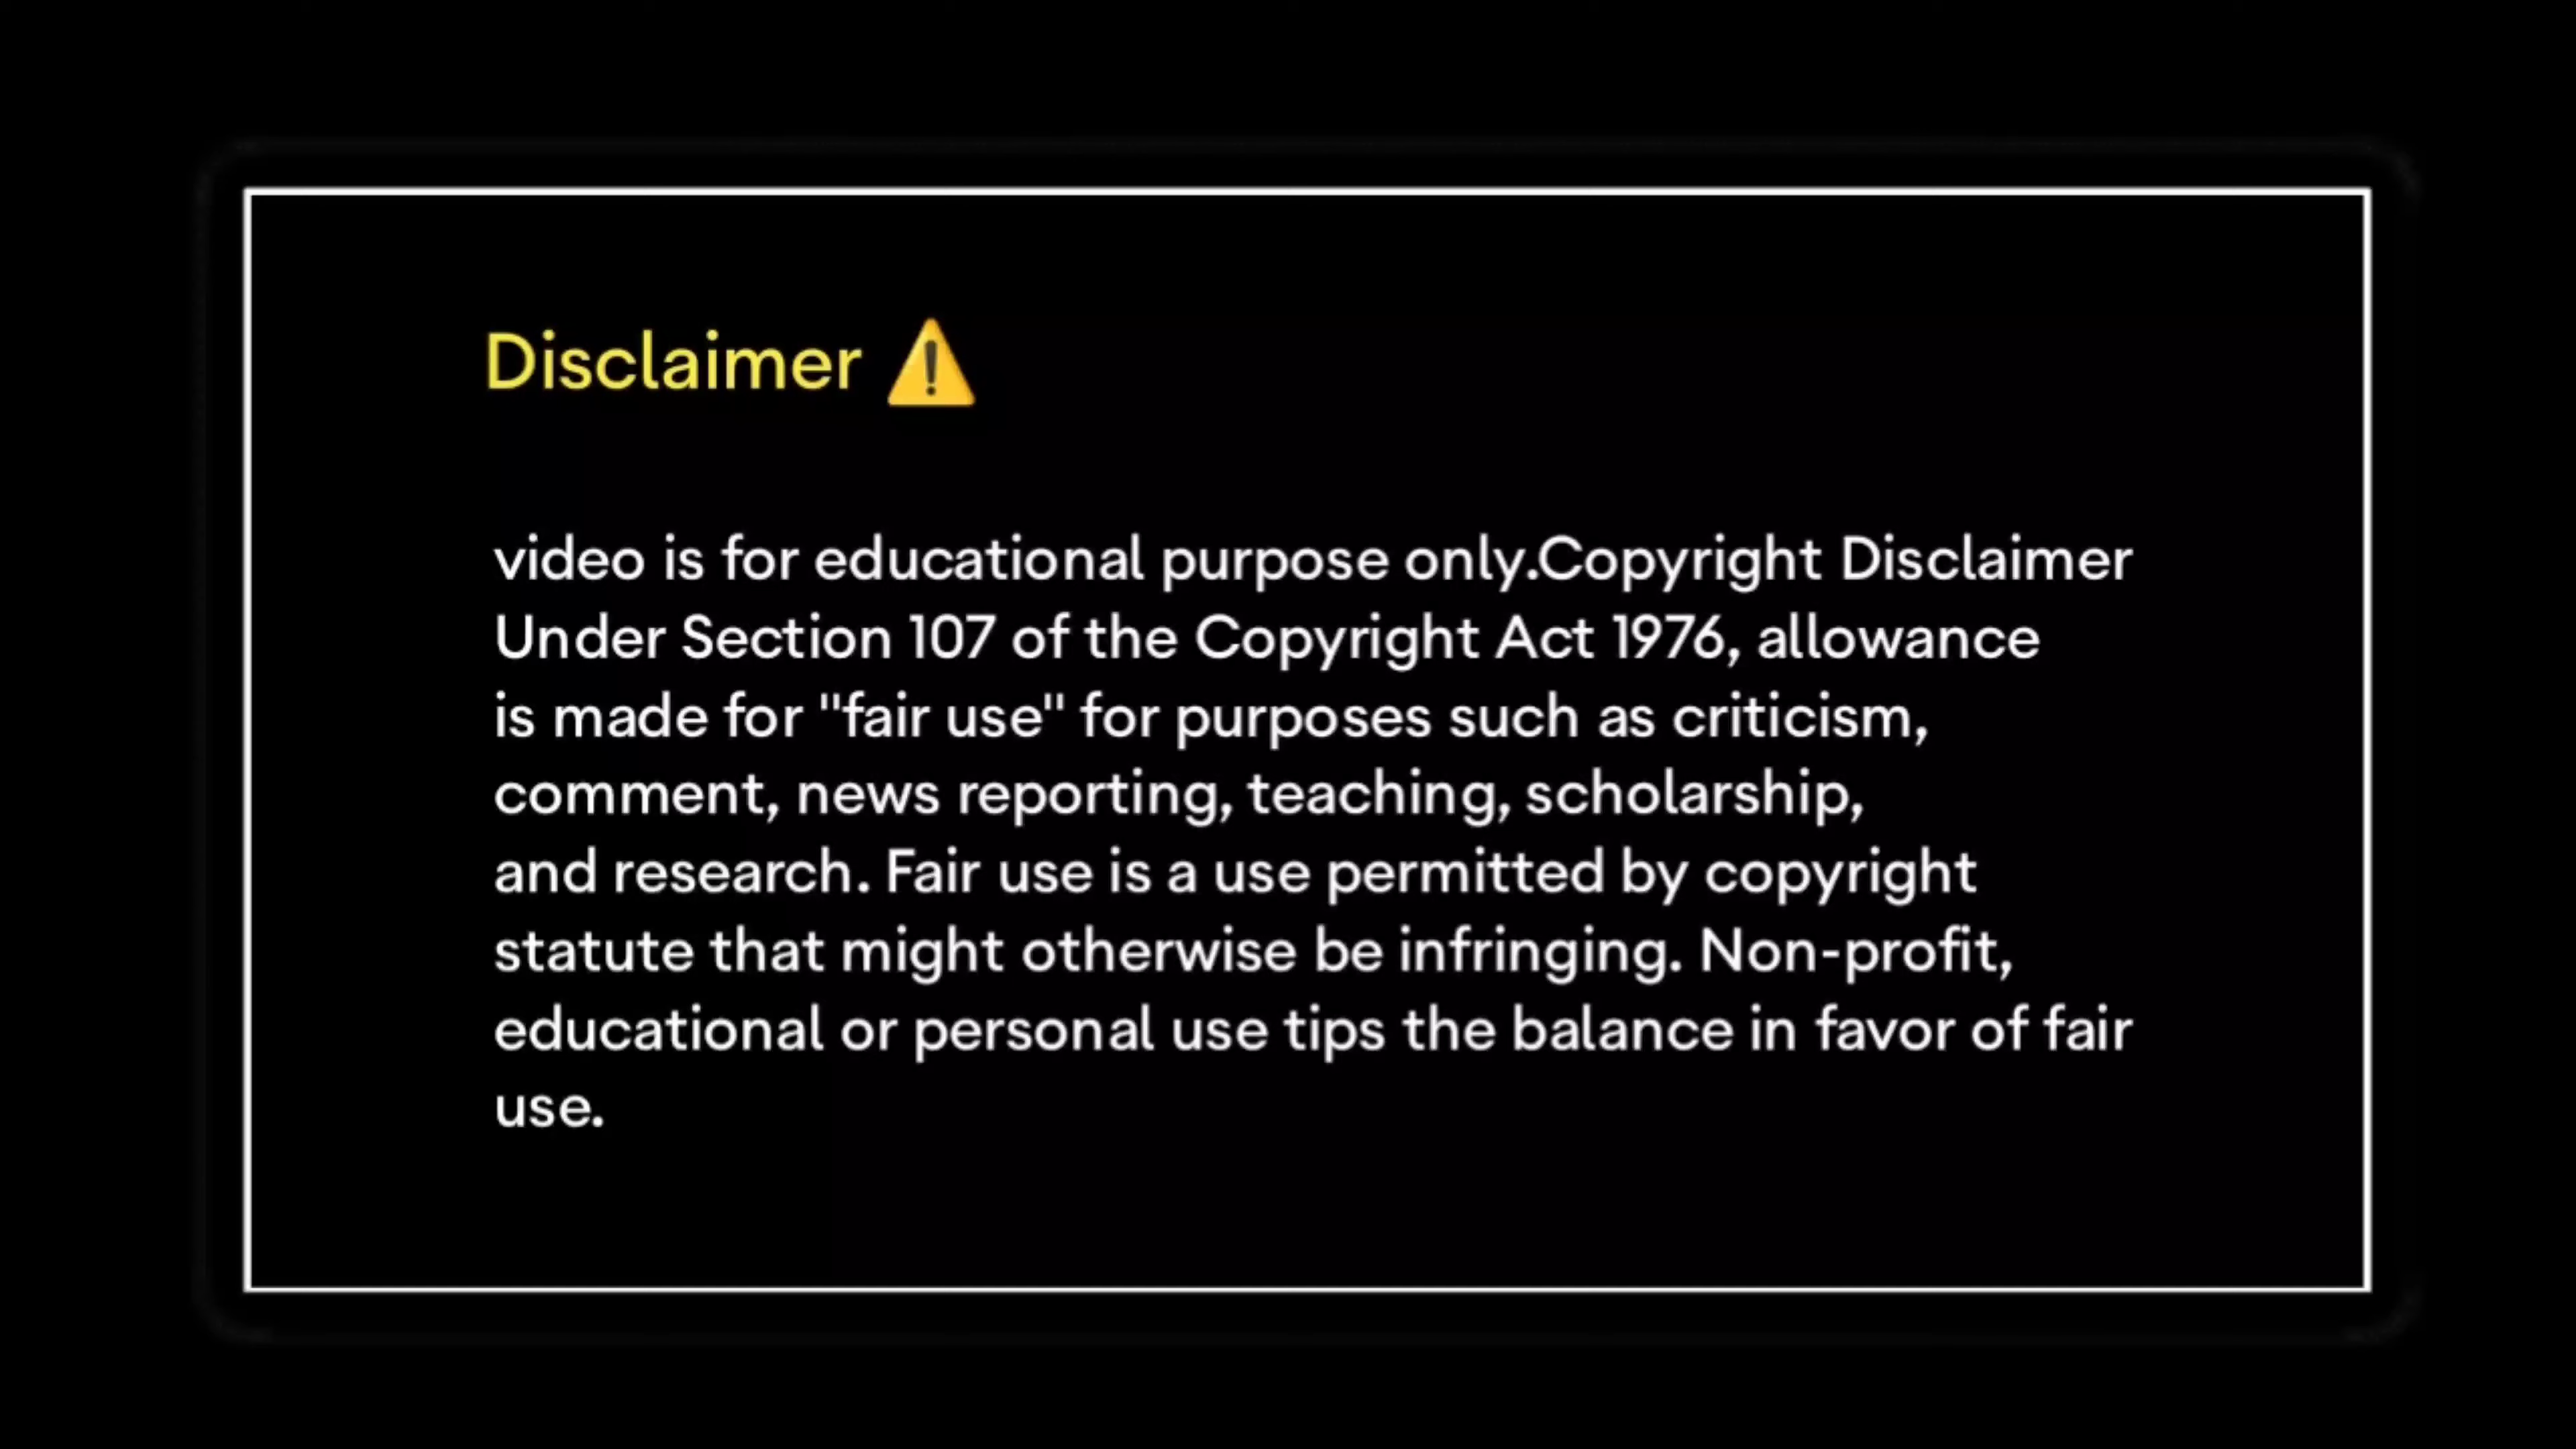 Disclaimer ⚠️
video is for educational purpose only.Copyright Disclaimer
Under Section 107 of the Copyright Act 1976, allowance
is made for "fair use" for purposes such as criticism,
comment, news reporting, teaching, scholarship,
and research. Fair use is a use permitted by copyright
statute that might otherwise be infringing. Non-profit,
educational or personal use tips the balance in favor of fair
use.